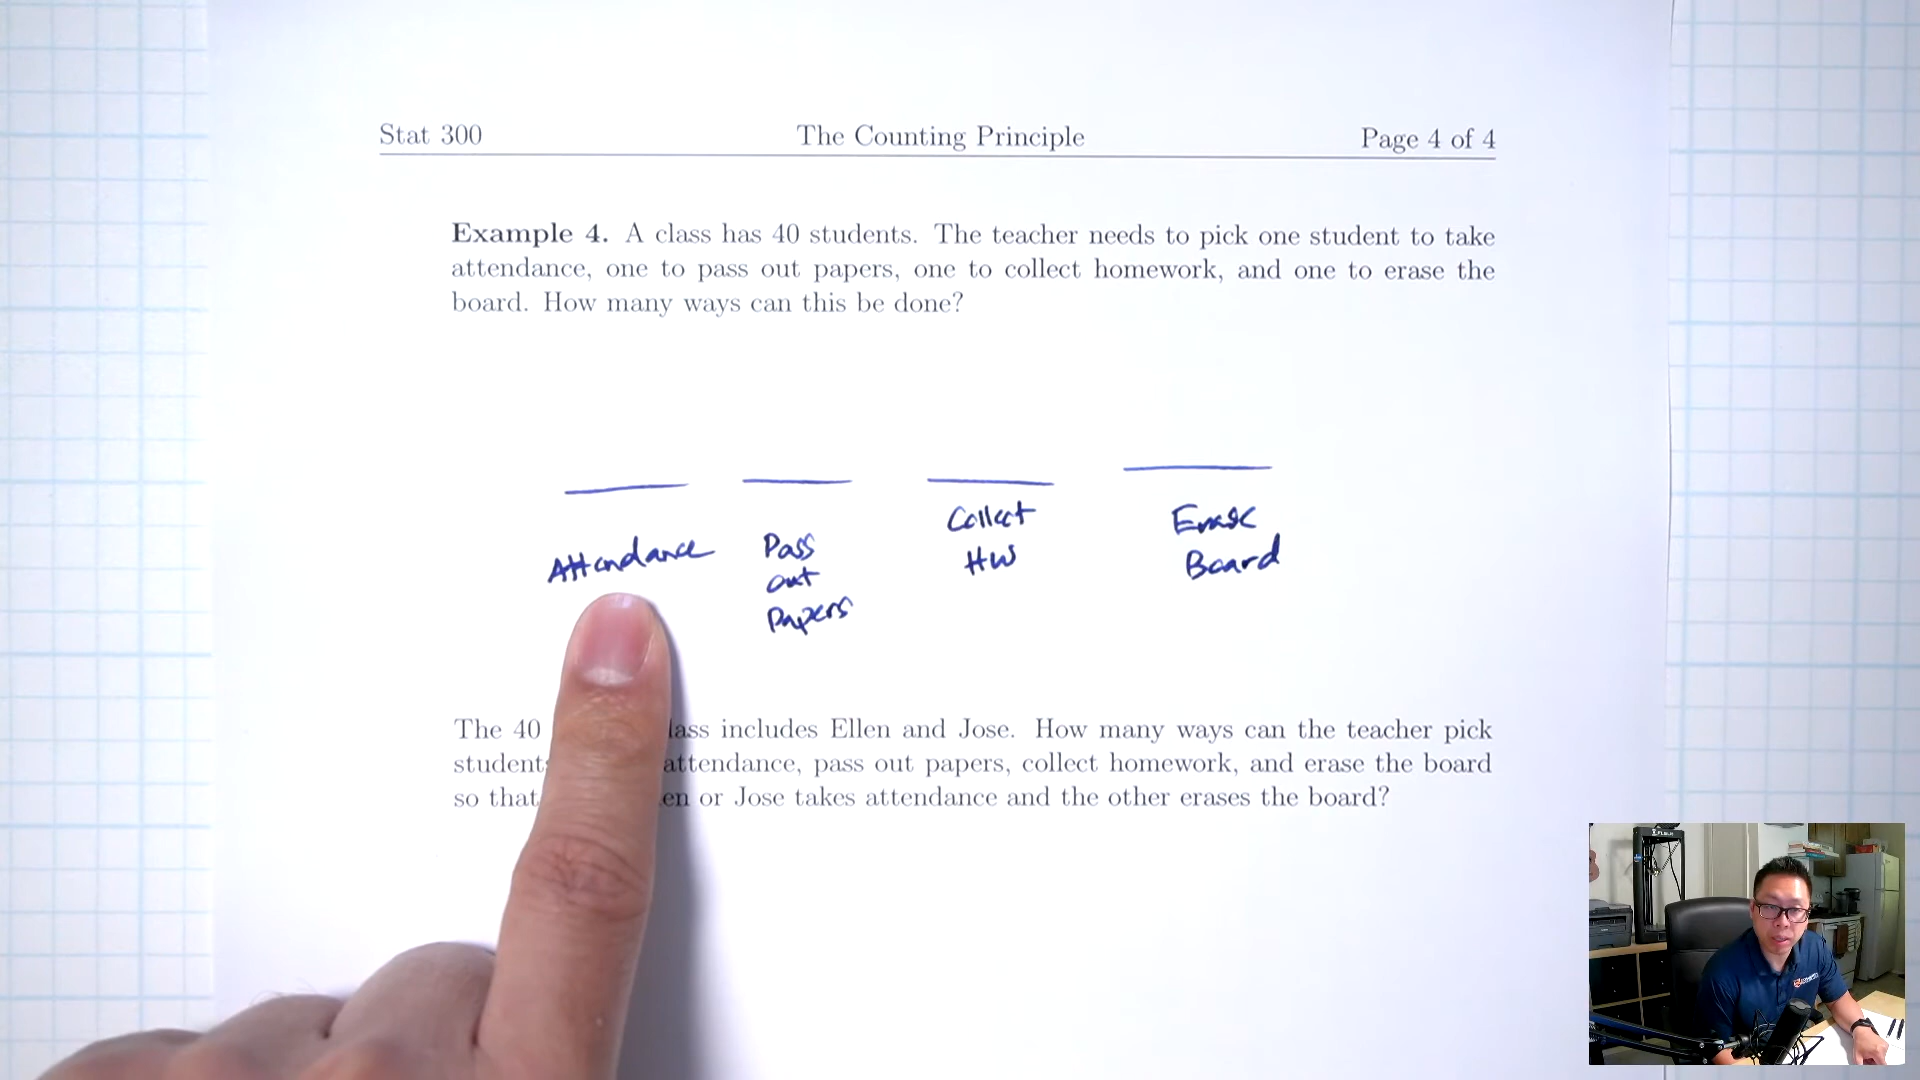 Stat 300 The Counting Principle Page 4 of 4
Example 4. A class has 40 students. The teacher needs to pick one student to take
attendance, one to pass out papers, one to collect homework, and one to erase the
board. How many ways can this be done?
Attendance Pass out Papers Collect HW Erase Board
The 40 lass includes Ellen and Jose. How many ways can the teacher pick
student attendance, pass out papers, collect homework, and erase the board
so that en or Jose takes attendance and the other erases the board?